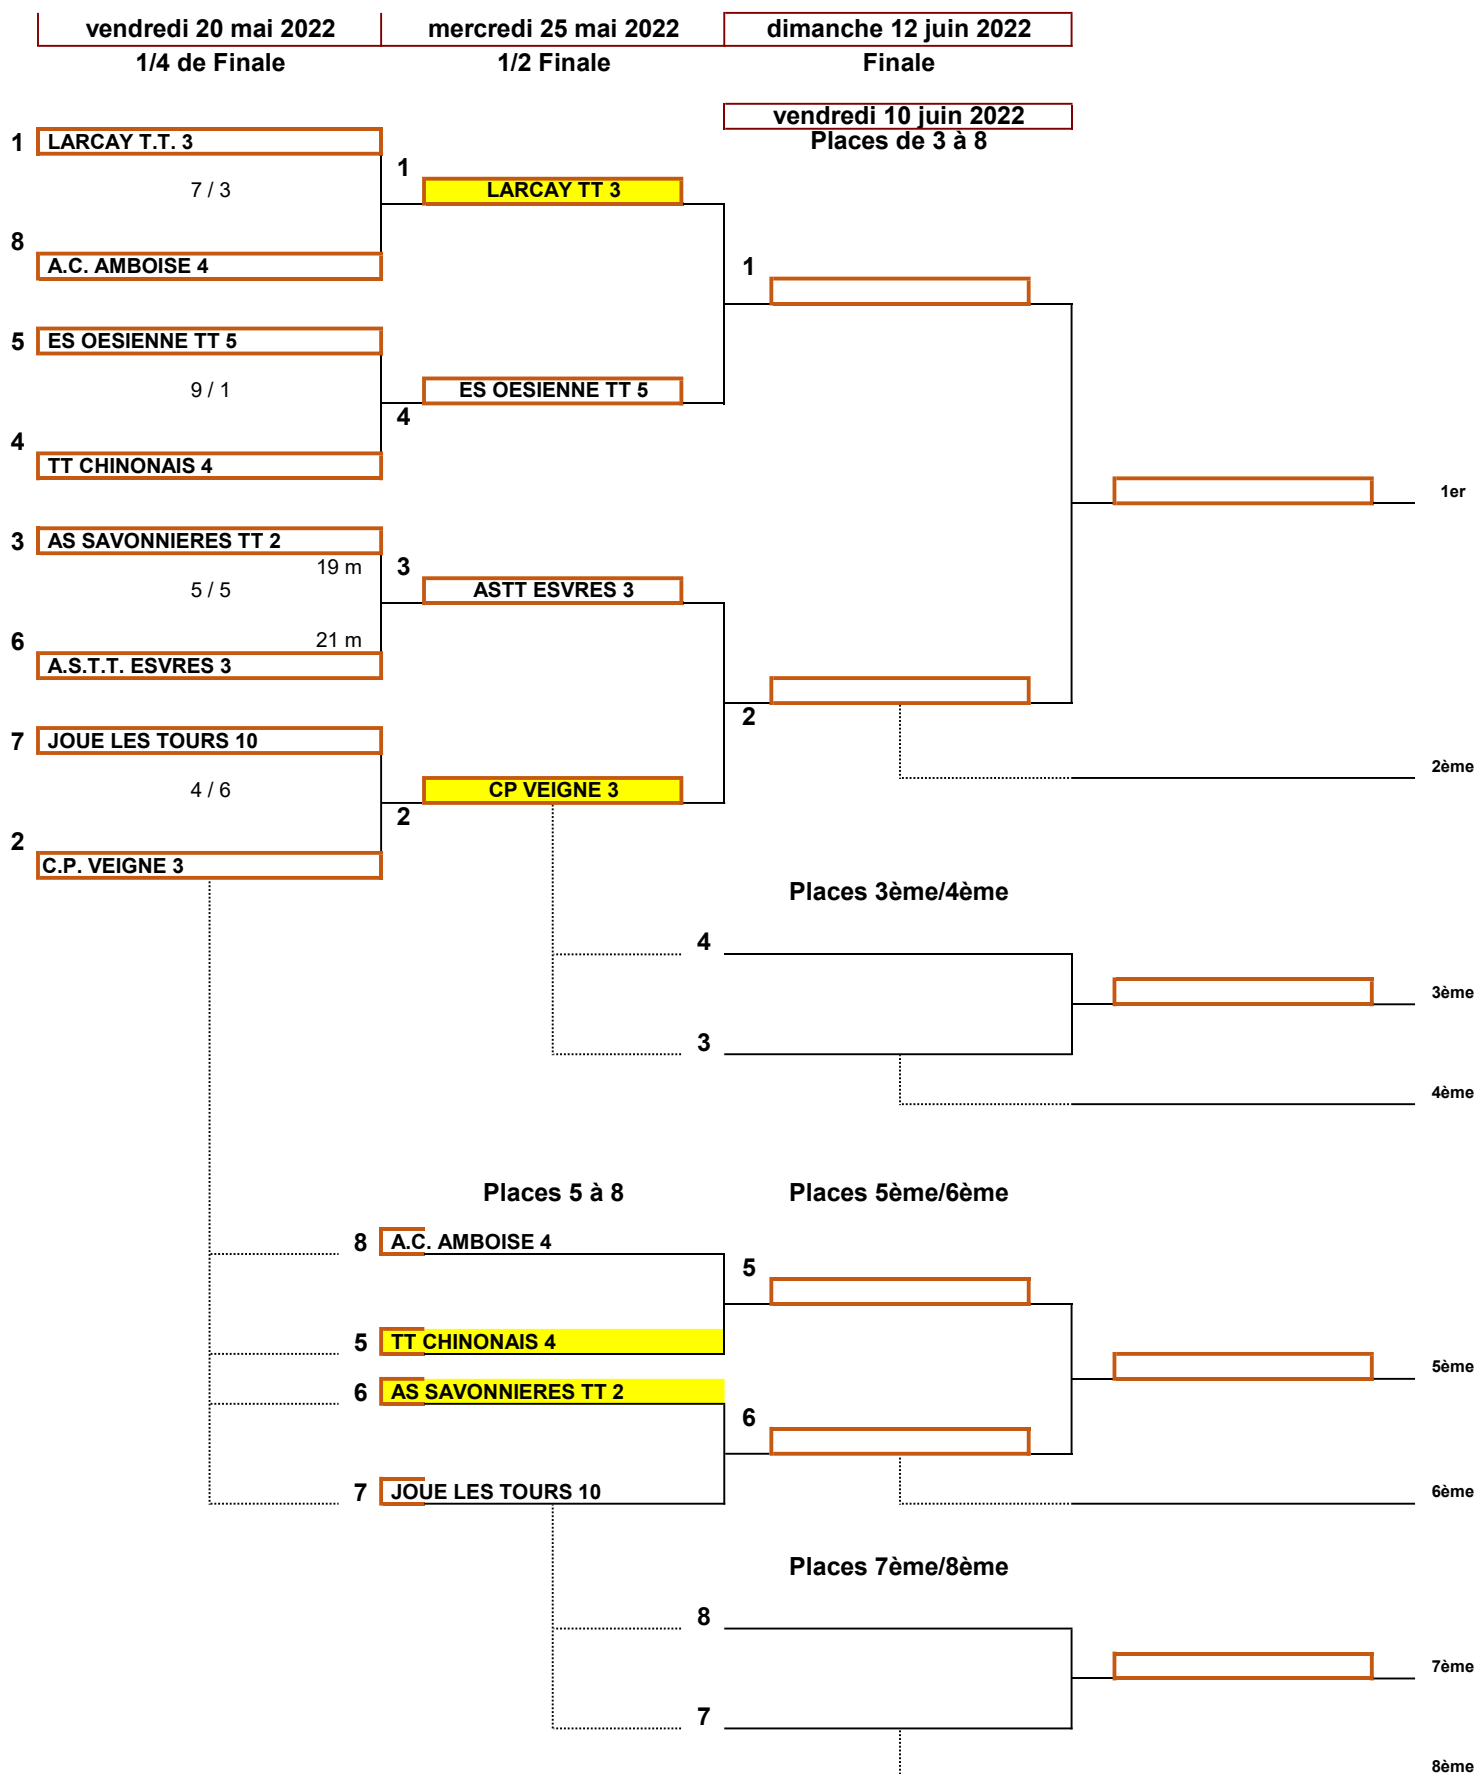 vendredi 20 mai 2022 mercredi 25 mai 2022 dimanche 12 juin 2022
1/4 de Finale 1/2 Finale Finale
vendredi 10 juin 2022
1 LARCAY T.T. 3 Places de 3 à 8
1
7 / 3 LARCAY TT 3
8
A.C. AMBOISE 4 1
5 ES OESIENNE TT 5
9 / 1 ES OESIENNE TT 5
4
4
TT CHINONAIS 4
1er
3 AS SAVONNIERES TT 2
19 m 3
5 / 5 ASTT ESVRES 3
6 21 m
A.S.T.T. ESVRES 3
2
7 JOUE LES TOURS 10
2ème
4 / 6 CP VEIGNE 3
2
2
C.P. VEIGNE 3
Places 3ème/4ème
4
3ème
3
4ème
Places 5 à 8 Places 5ème/6ème
8 A.C. AMBOISE 4
5
5 TT CHINONAIS 4
5ème
6 AS SAVONNIERES TT 2
6
7 JOUE LES TOURS 10 6ème
Places 7ème/8ème
8
7ème
7
8ème